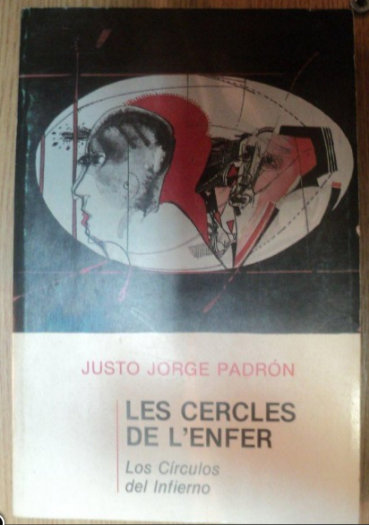 JUSTO JORGE PADRÓN
LES CERCLES
DE L'ENFER
Los Círculos
del Infierno